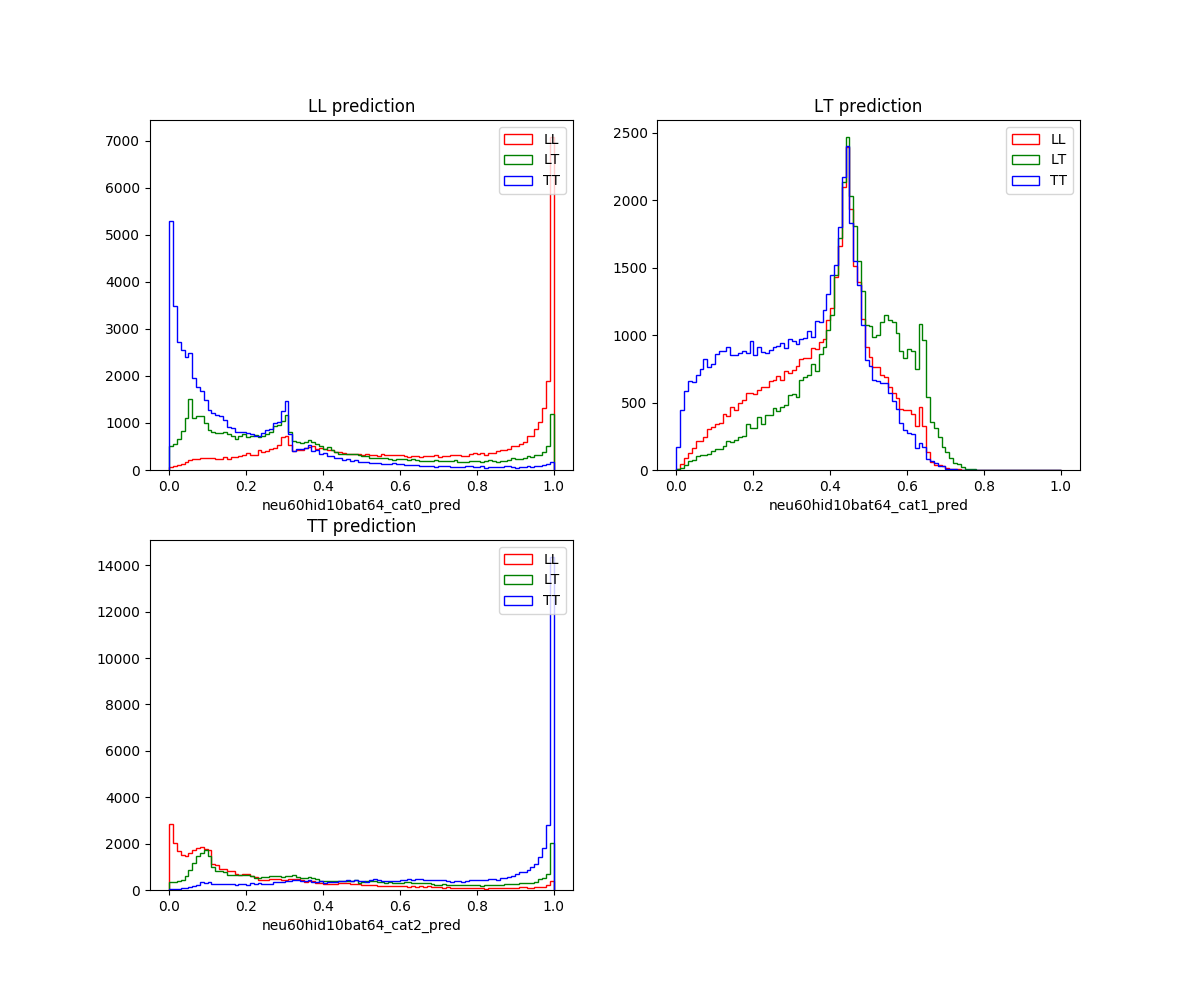 LL prediction
7000
6000
5000
4000
3000
2000
1000
0
LL
LT
TT
0.0 0.2 0.4 0.6 0.8 1.0
neu60hid10bat64_cat0_pred
LT prediction
2500
2000
1500
1000
500
0
LL
LT
TT
0.0 0.2 0.4 0.6 0.8 1.0
neu60hid10bat64_cat1_pred
TT prediction
14000
12000
10000
8000
6000
4000
2000
0
LL
LT
TT
0.0 0.2 0.4 0.6 0.8 1.0
neu60hid10bat64_cat2_pred